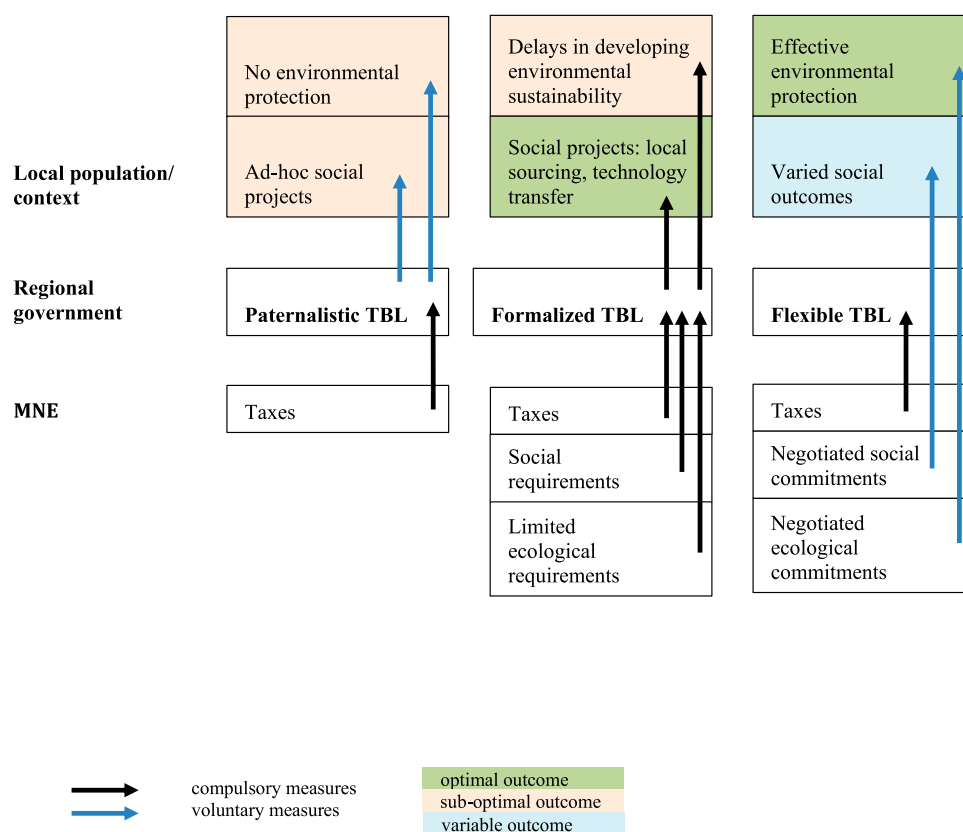 No environmental
protection
Delays in developing
environmental
sustainability
Effective
environmental
protection
Local population/
context
Ad-hoc social
projects
Social projects: local
sourcing, technology
transfer
Varied social
outcomes
Regional
government
Paternalistic TBL
Formalized TBL
Flexible TBL
MNE
Taxes
Taxes
Social
requirements
Limited
ecological
requirements
Taxes
Negotiated social
commitments
Negotiated
ecological
commitments
compulsory measures
voluntary measures
optimal outcome
sub-optimal outcome
variable outcome